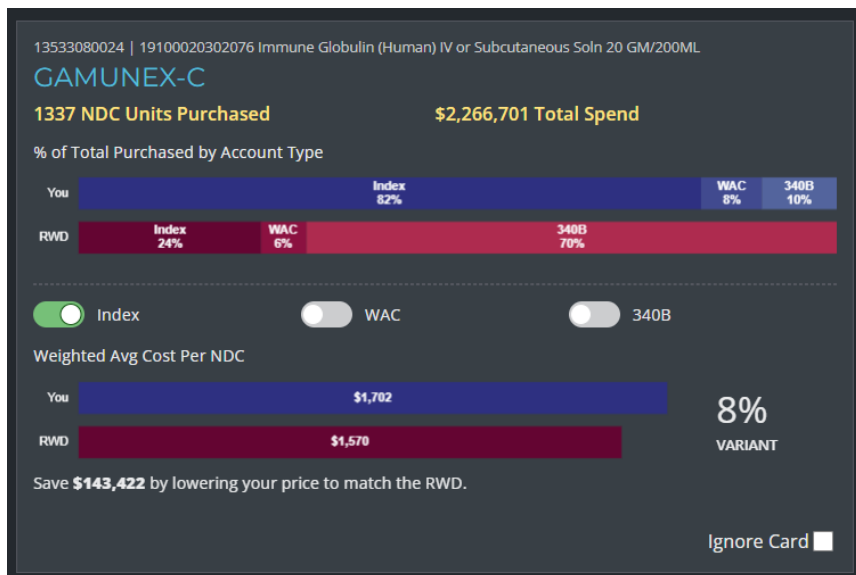 13533080024 | 19100020302076 Immune Globulin (Human) IV or Subcutaneous Soln 20 GM/200ML
GAMUNEX-C
1337 NDC Units Purchased $2,266,701 Total Spend
% of Total Purchased by Account Type
You Index 82% WAC 8% 340B 10%
RWD Index 24% WAC 6% 340B 70%
Index WAC 340B
Weighted Avg Cost Per NDC
You $1,702
8%
RWD $1,570
VARIANT
Save $143,422 by lowering your price to match the RWD.
Ignore Card